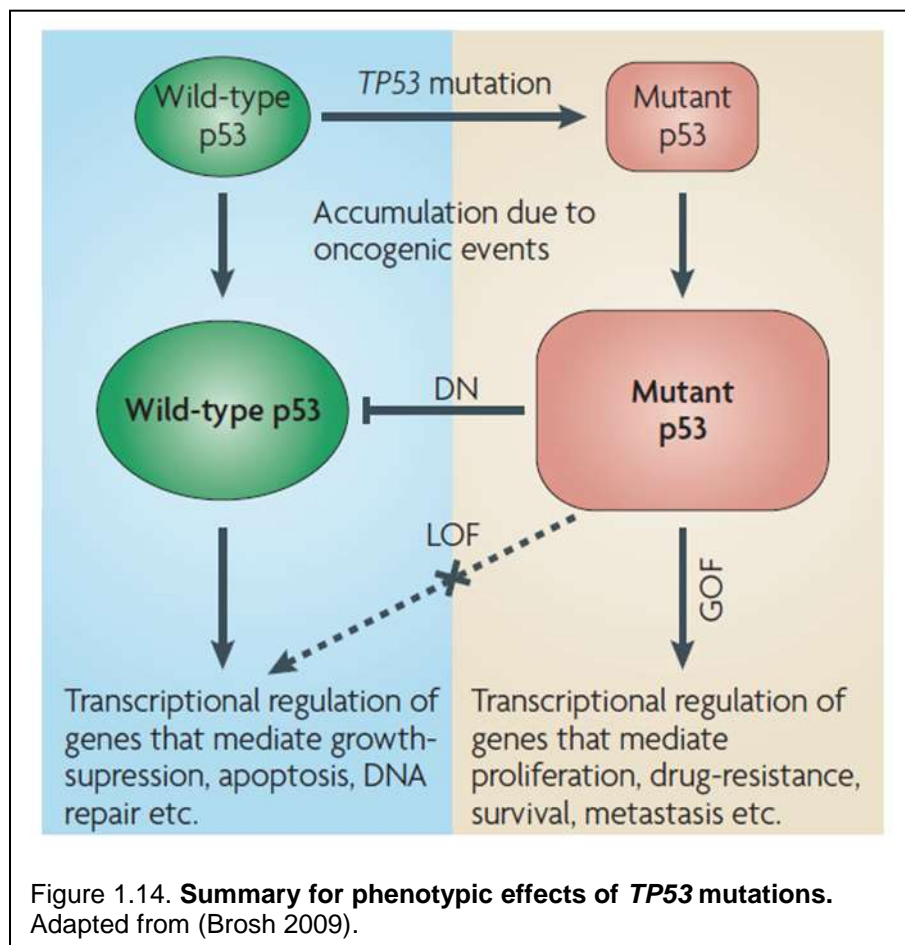 Wild-type
p53
TP53 mutation
Mutant
p53
Accumulation due to
oncogenic events
Wild-type p53
DN
Mutant
p53
LOF
GOF
Transcriptional regulation of
genes that mediate growth-
supression, apoptosis, DNA
repair etc.
Transcriptional regulation of
genes that mediate
proliferation, drug-resistance,
survival, metastasis etc.
Figure 1.14. Summary for phenotypic effects of TP53 mutations.
Adapted from (Brosh 2009).